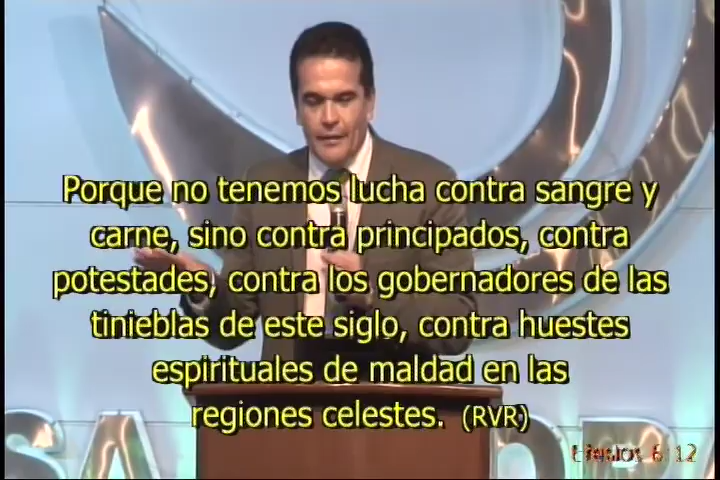 Porque no tenemos lucha contra sangre y
carne, sino contra principados, contra
potestades, contra los gobernadores de las
tinieblas de este siglo, contra huestes
espirituales de maldad en las
regiones celestes. (RVR)
Efesios 6:12